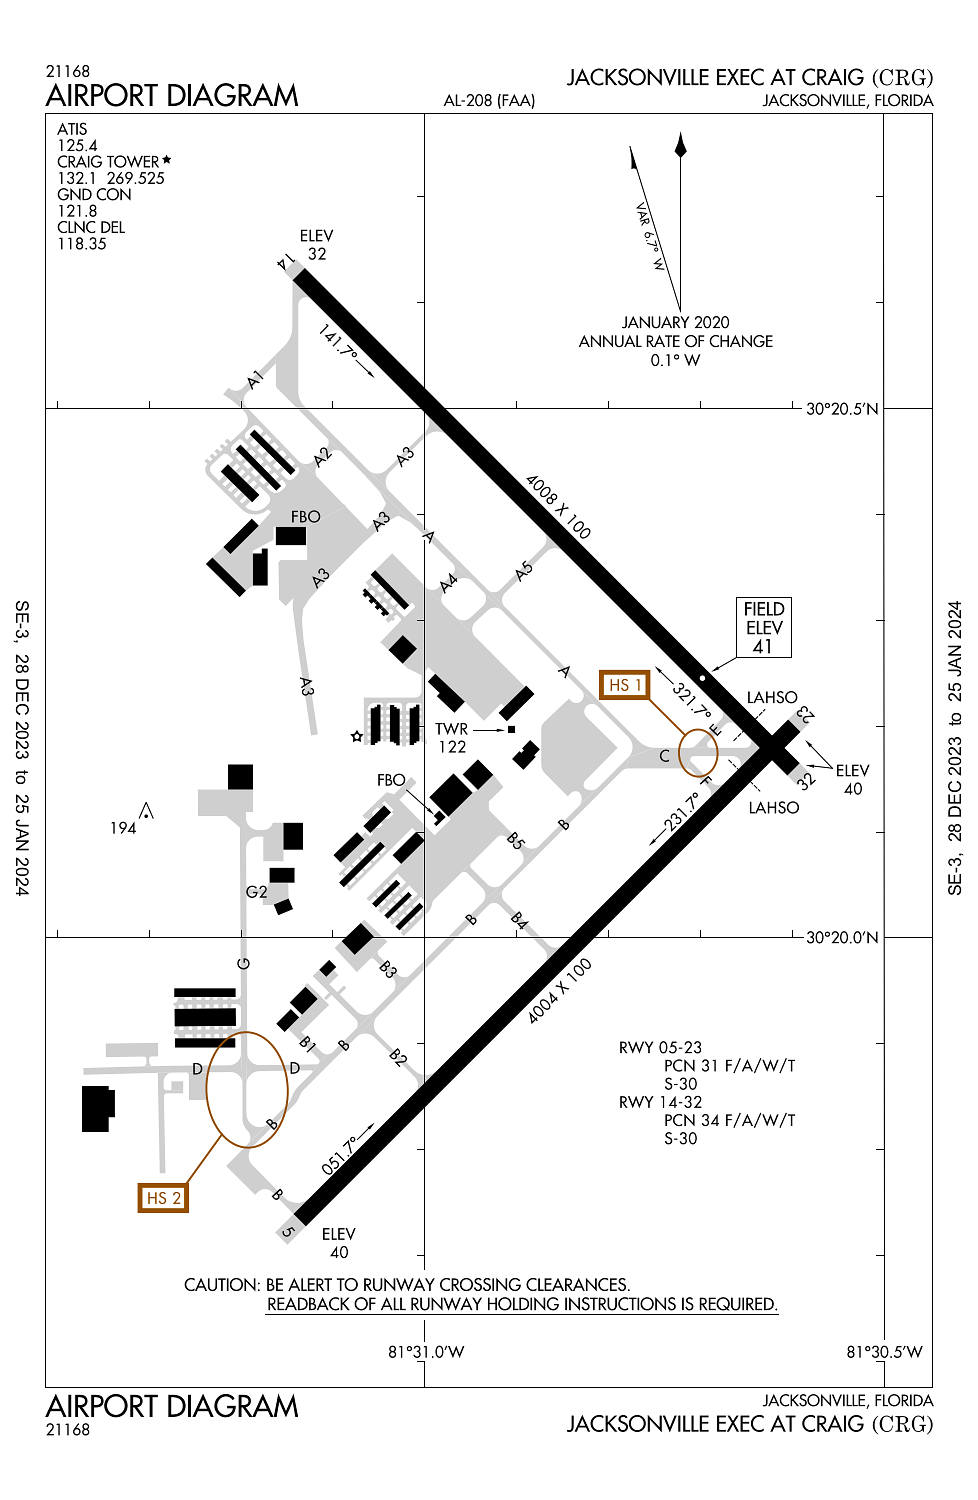 21168
AIRPORT DIAGRAM
AL-208 (FAA)
JACKSONVILLE EXEC AT CRAIG (CRG)
JACKSONVILLE, FLORIDA
ATIS
125.4
CRAIG TOWER★
132.1 269.525
GND CON
121.8
CLNC DEL
118.35
VAR 6.7° W
JANUARY 2020
ANNUAL RATE OF CHANGE
0.1° W
ELEV
32
14
141.7°
A1
30°20.5'N
A2
A3
4008 X 100
FBO
A3
A
A5
A4
A3
FIELD
ELEV
41
A
HS 1
A3
321.7°
LAHSO
E
23
TWR
122
C
ELEV
40
32
F
LAHSO
FBO
231.7°
194
B5
B
G2
B
B4
30°20.0'N
G
B3
4004 X 100
B1
B
B2
D
D
RWY 05-23
PCN 31 F/A/W/T
S-30
RWY 14-32
PCN 34 F/A/W/T
S-30
B
051.7°
HS 2
B
5
ELEV
40
CAUTION: BE ALERT TO RUNWAY CROSSING CLEARANCES.
READBACK OF ALL RUNWAY HOLDING INSTRUCTIONS IS REQUIRED.
81°31.0'W
81°30.5'W
SE-3, 28 DEC 2023 to 25 JAN 2024
SE-3, 28 DEC 2023 to 25 JAN 2024
AIRPORT DIAGRAM
21168
JACKSONVILLE, FLORIDA
JACKSONVILLE EXEC AT CRAIG (CRG)